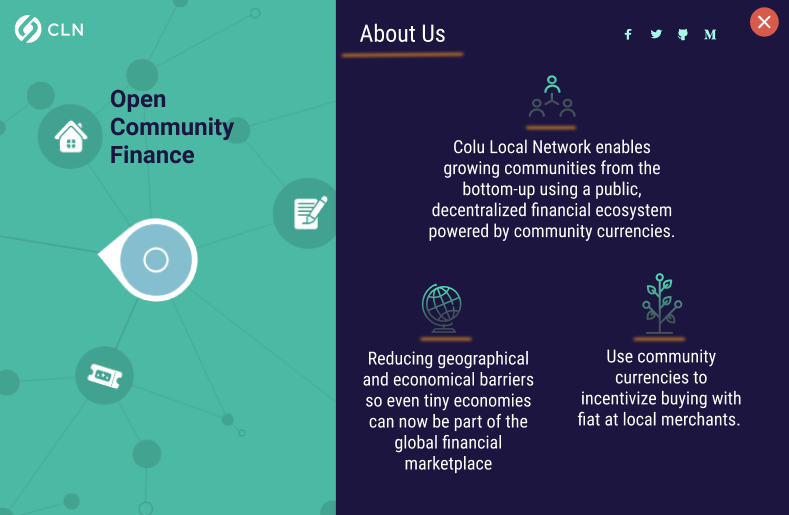 CLN
Open
Community
Finance
About Us
Colu Local Network enables
growing communities from the
bottom-up using a public,
decentralized financial ecosystem
powered by community currencies.
Reducing geographical
and economical barriers
so even tiny economies
can now be part of the
global financial
marketplace
Use community
currencies to
incentivize buying with
fiat at local merchants.